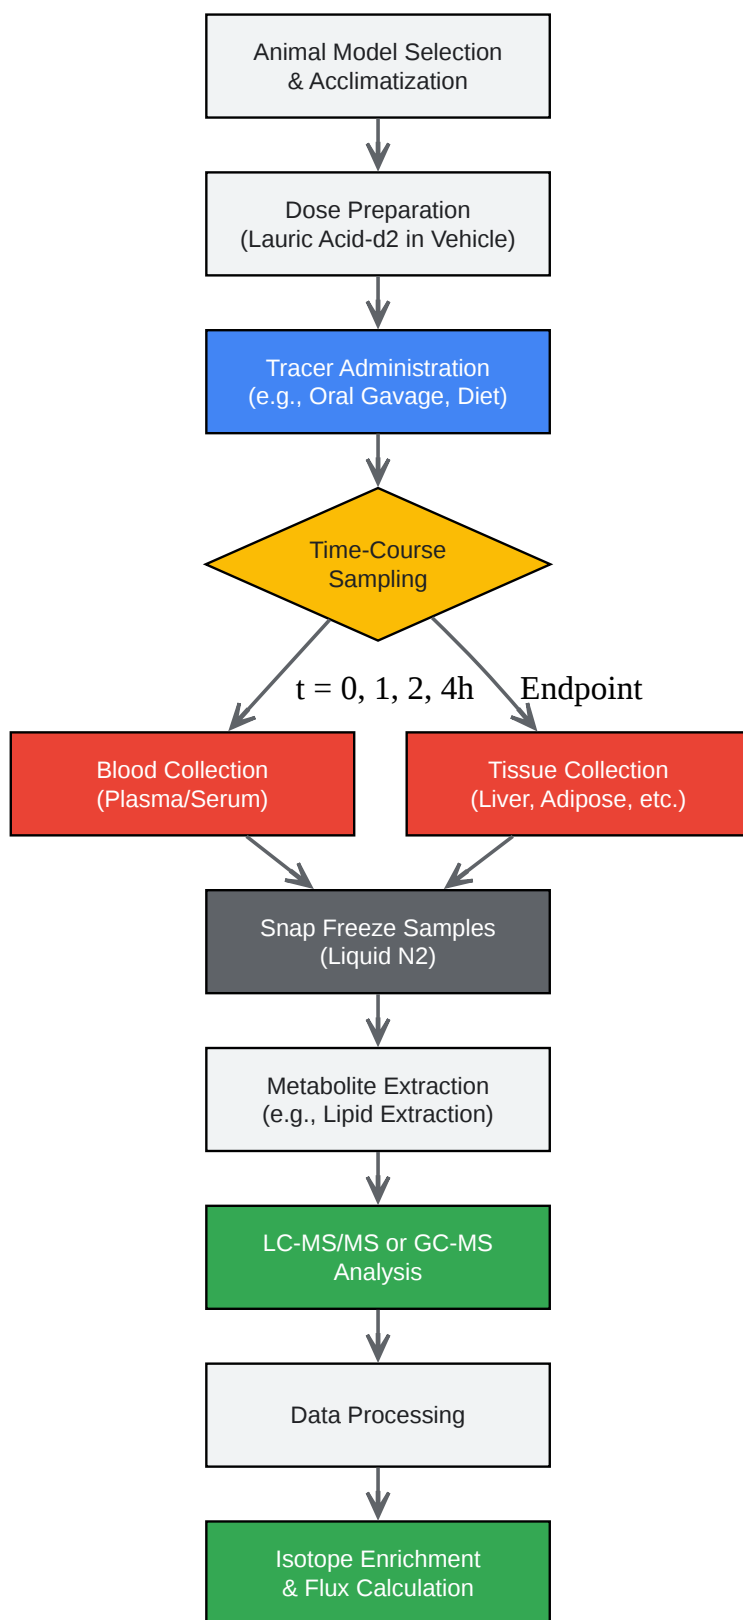 Animal Model Selection
& Acclimatization
Dose Preparation
(Lauric Acid-d2 in Vehicle)
Tracer Administration
(e.g., Oral Gavage, Diet)
Time-Course
Sampling
t = 0, 1, 2, 4h
Endpoint
Blood Collection
(Plasma/Serum)
Tissue Collection
(Liver, Adipose, etc.)
Snap Freeze Samples
(Liquid N2)
Metabolite Extraction
(e.g., Lipid Extraction)
LC-MS/MS or GC-MS
Analysis
Data Processing
Isotope Enrichment
& Flux Calculation